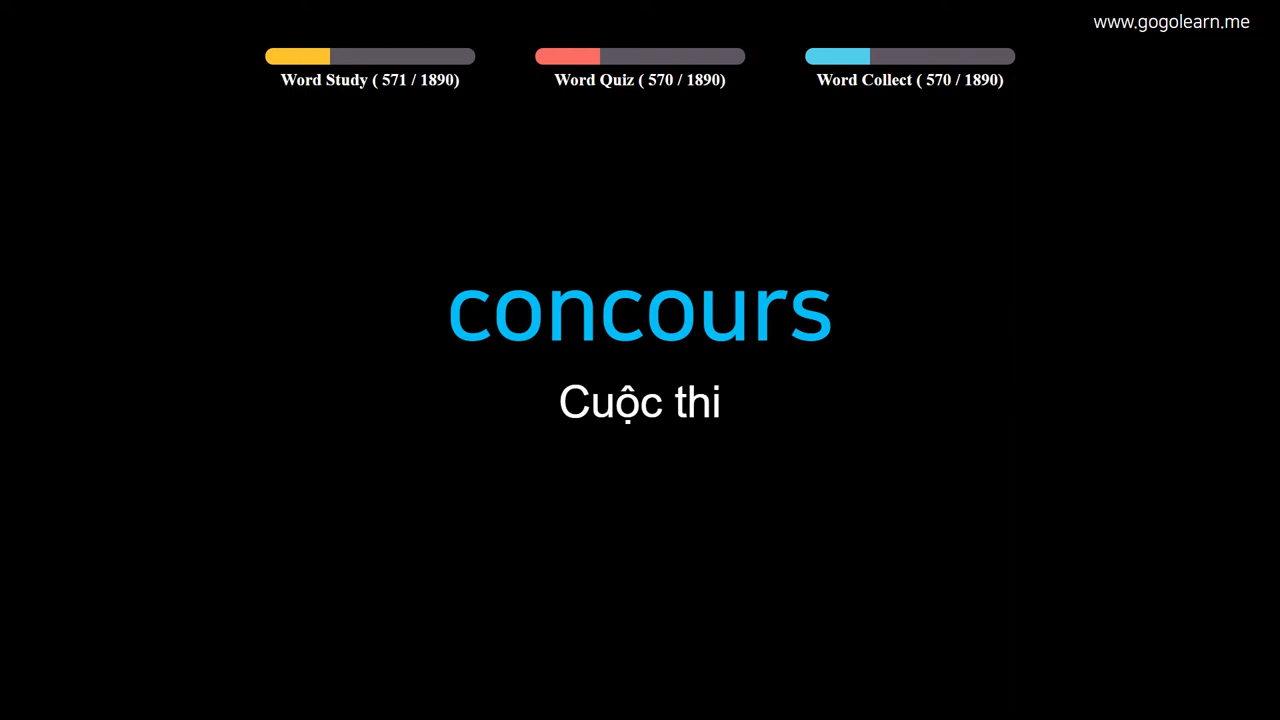 www.gogolearn.me
Word Study ( 571 / 1890)
Word Quiz ( 570 / 1890)
Word Collect ( 570 / 1890)
concours
Cuộc thi